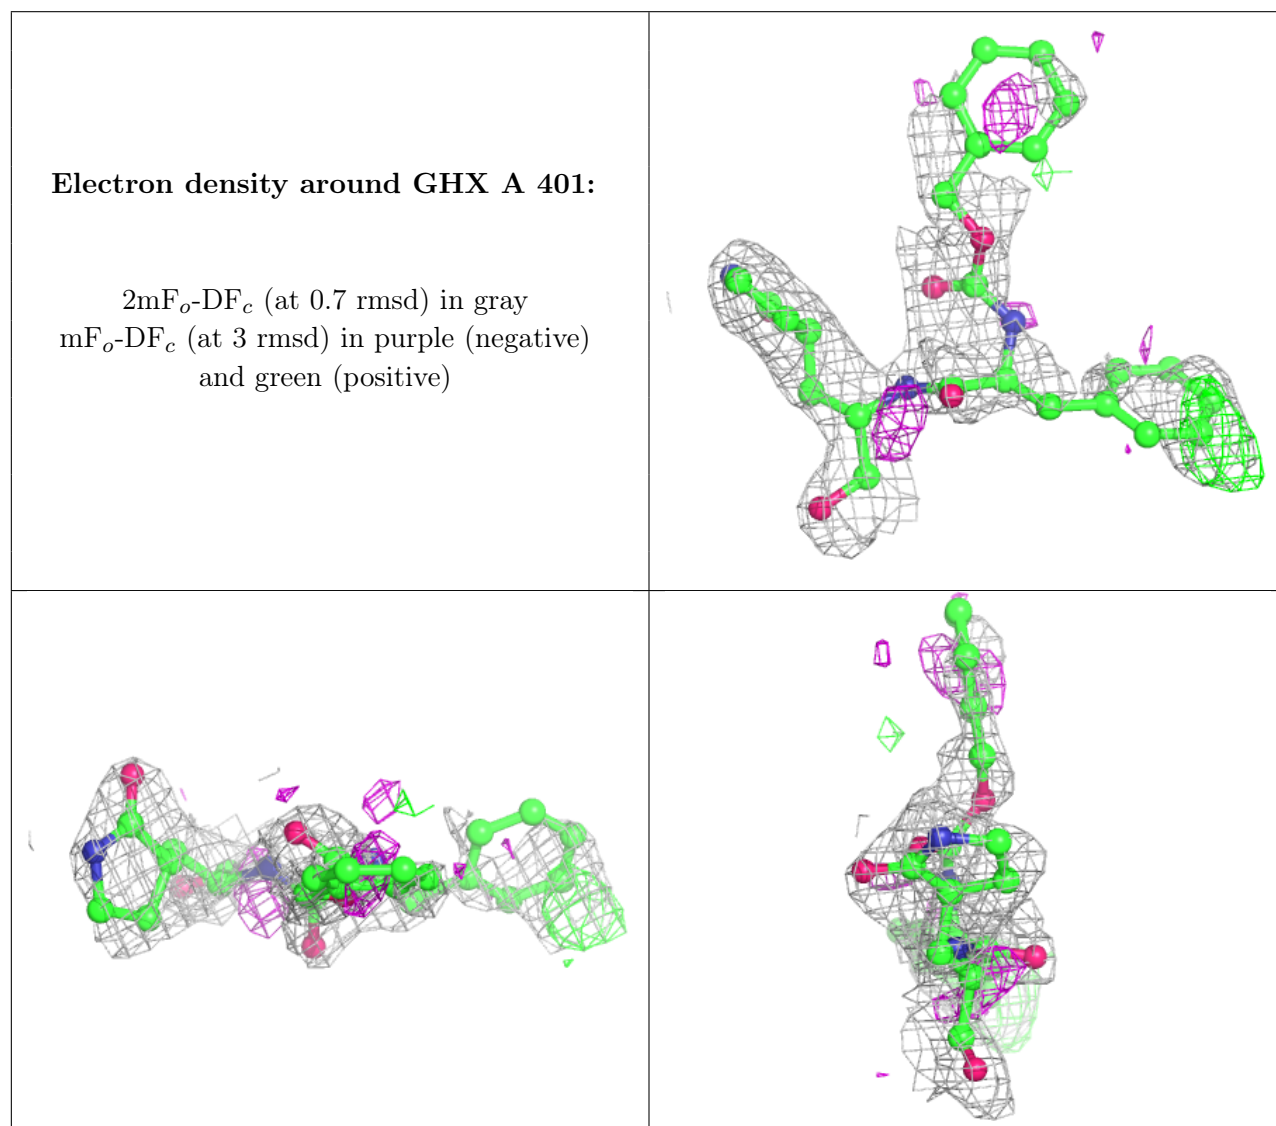 Electron density around GHX A 401:
2mFo-DFc (at 0.7 rmsd) in gray
mFo-DFc (at 3 rmsd) in purple (negative)
and green (positive)